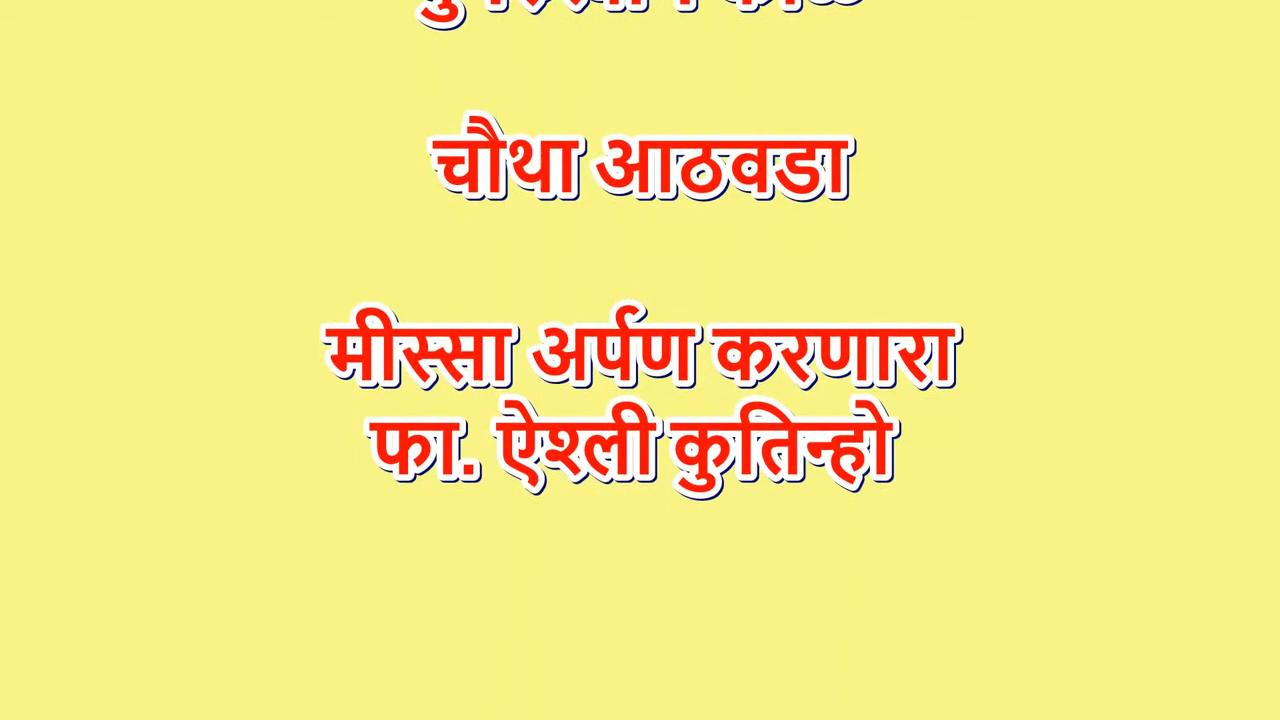 चौथा आठवडा
मीस्सा अर्पण करणारा
फा. ऐश्ली कुतिन्हो